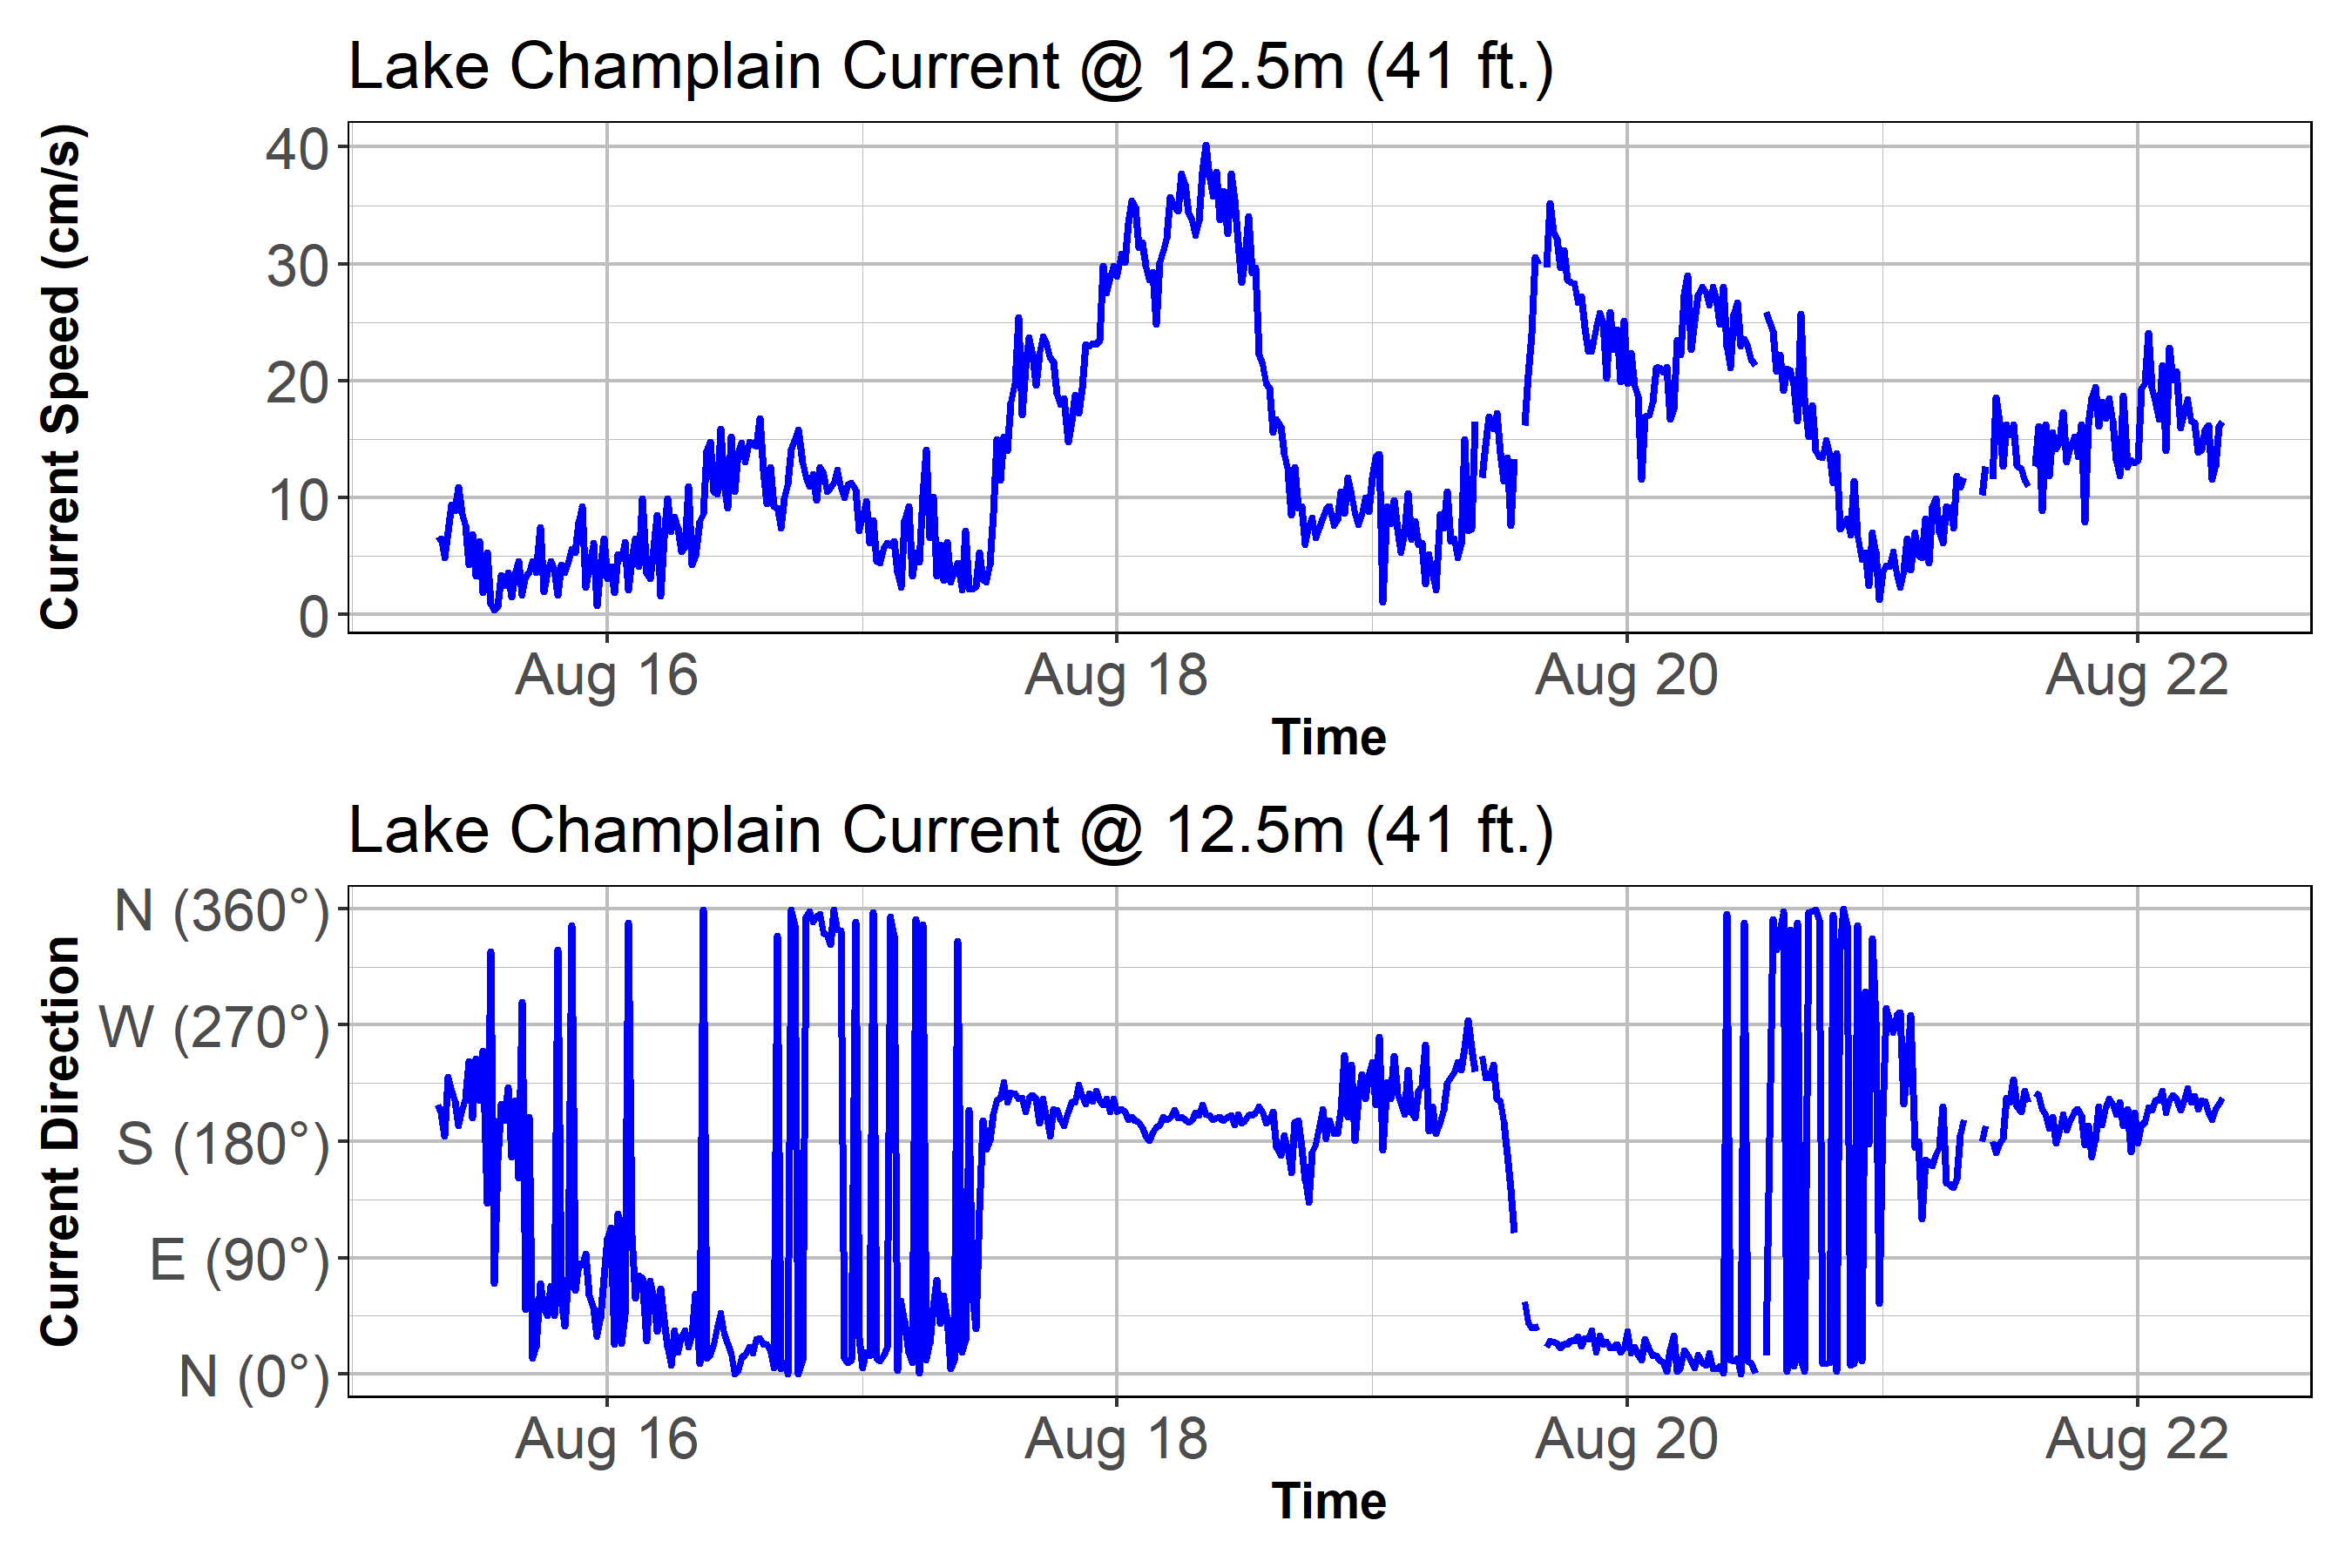 Lake Champlain Current @ 12.5m (41 ft.)
Current Speed (cm/s)
40
30
20
10
0
Aug 16 Aug 18 Aug 20 Aug 22
Time
Lake Champlain Current @ 12.5m (41 ft.)
Current Direction
N (360°)
W (270°)
S (180°)
E (90°)
N (0°)
Aug 16 Aug 18 Aug 20 Aug 22
Time